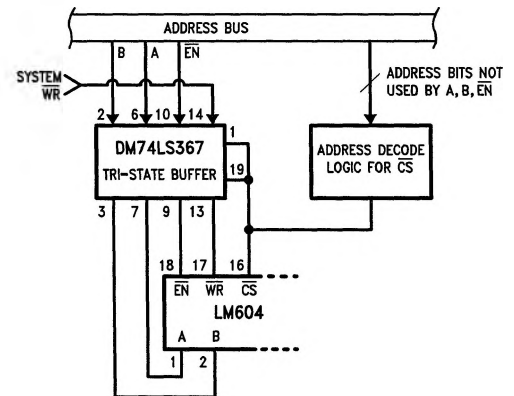 ADDRESS BUS
B A EN
SYSTEM
WR
ADDRESS BITS NOT
USED BY A, B, EN
2 6 10 14
DM74LS367
TRI-STATE BUFFER
1
19
ADDRESS DECODE
LOGIC FOR CS
3 7 9 13
18 17 16
EN WR CS
LM604
A B
1 2